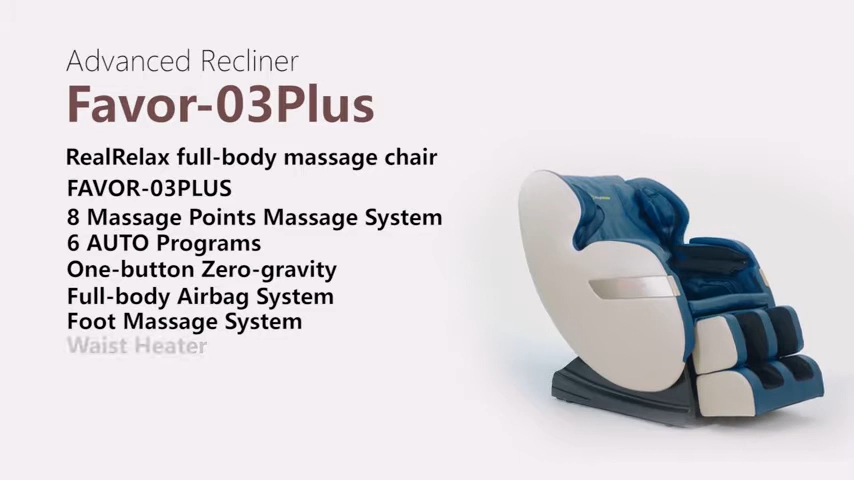 Advanced Recliner
Favor-03Plus
RealRelax full-body massage chair
FAVOR-03PLUS
8 Massage Points Massage System
6 AUTO Programs
One-button Zero-gravity
Full-body Airbag System
Foot Massage System
Waist Heater